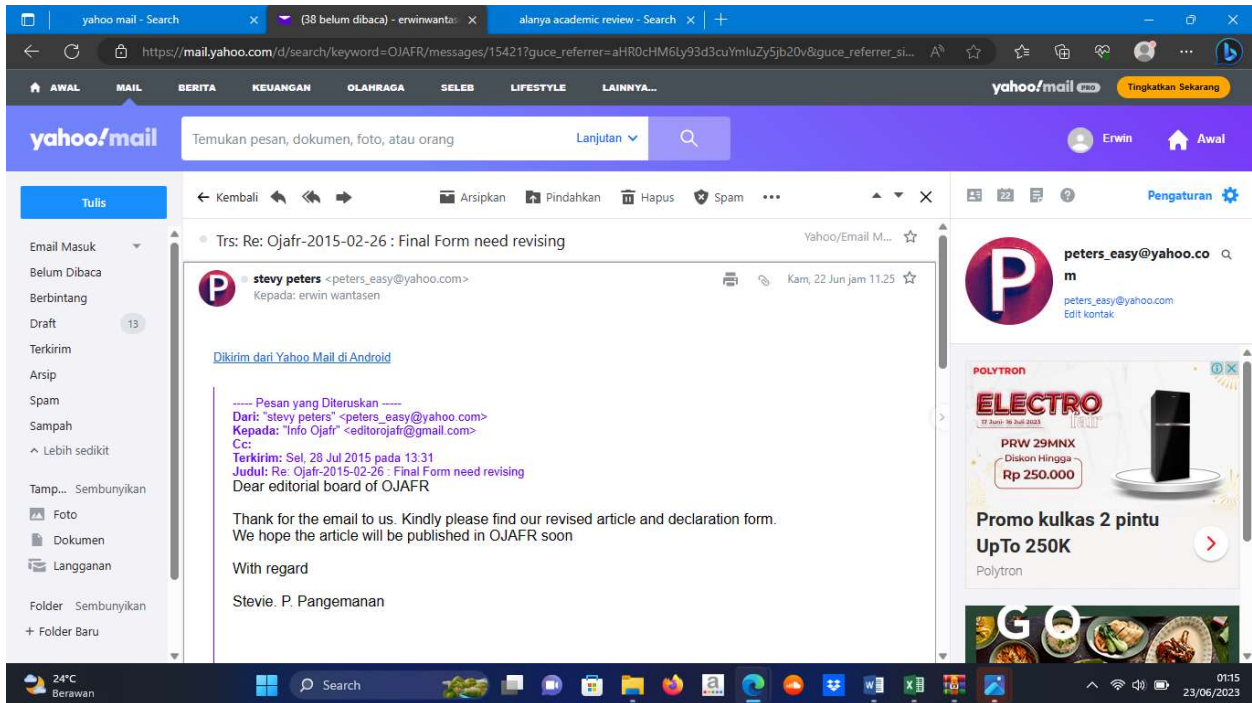 yahoo mail - Search
(38 belum dibaca) - erwinwantas
alanya academic review - Search
https://mail.yahoo.com/d/search/keyword=OJAFR/messages/15421?guce_referrer=aHR0cHM6Ly93d3cuYmluZy5jb20v&guce_referrer_si...
AWAL MAIL BERITA KEUANGAN OLAHRAGA SELEB LIFESTYLE LAINNYA...
yahoo!mail PRO Tingkatkan Sekarang
yahoo!mail
Temukan pesan, dokumen, foto, atau orang
Lanjutan
Erwin Awal
Tulis
Email Masuk
Belum Dibaca
Berbintang
Draft 13
Terkirim
Arsip
Spam
Sampah
Lebih sedikit
Tamp... Sembunyikan
Foto
Dokumen
Langganan
Folder Sembunyikan
+ Folder Baru
Kembali Arsipkan Pindahkan Hapus Spam
Trs: Re: Ojafr-2015-02-26 : Final Form need revising
Yahoo/Email M...
P
stevy peters <peters_easy@yahoo.com>
Kepada: erwin wantasen
Kam, 22 Jun jam 11.25
Dikirim dari Yahoo Mail di Android
----- Pesan yang Diteruskan -----
Dari: "stevy peters" <peters_easy@yahoo.com>
Kepada: "Info Ojafr" <editorojafr@gmail.com>
Cc:
Terkirim: Sel, 28 Jul 2015 pada 13:31
Judul: Re: Ojafr-2015-02-26 : Final Form need revising
Dear editorial board of OJAFR
Thank for the email to us. Kindly please find our revised article and declaration form.
We hope the article will be published in OJAFR soon
With regard
Stevie. P. Pangemanan
22
Pengaturan
P
peters_easy@yahoo.co
m
peters_easy@yahoo.com
Edit kontak
POLYTRON
ELECTRO
fair
17 Juni- 16 Juli 2023
PRW 29MNX
Diskon Hingga
Rp 250.000
Promo kulkas 2 pintu
UpTo 250K
Polytron
GO
24°C
Berawan
Search
01:15
23/06/2023